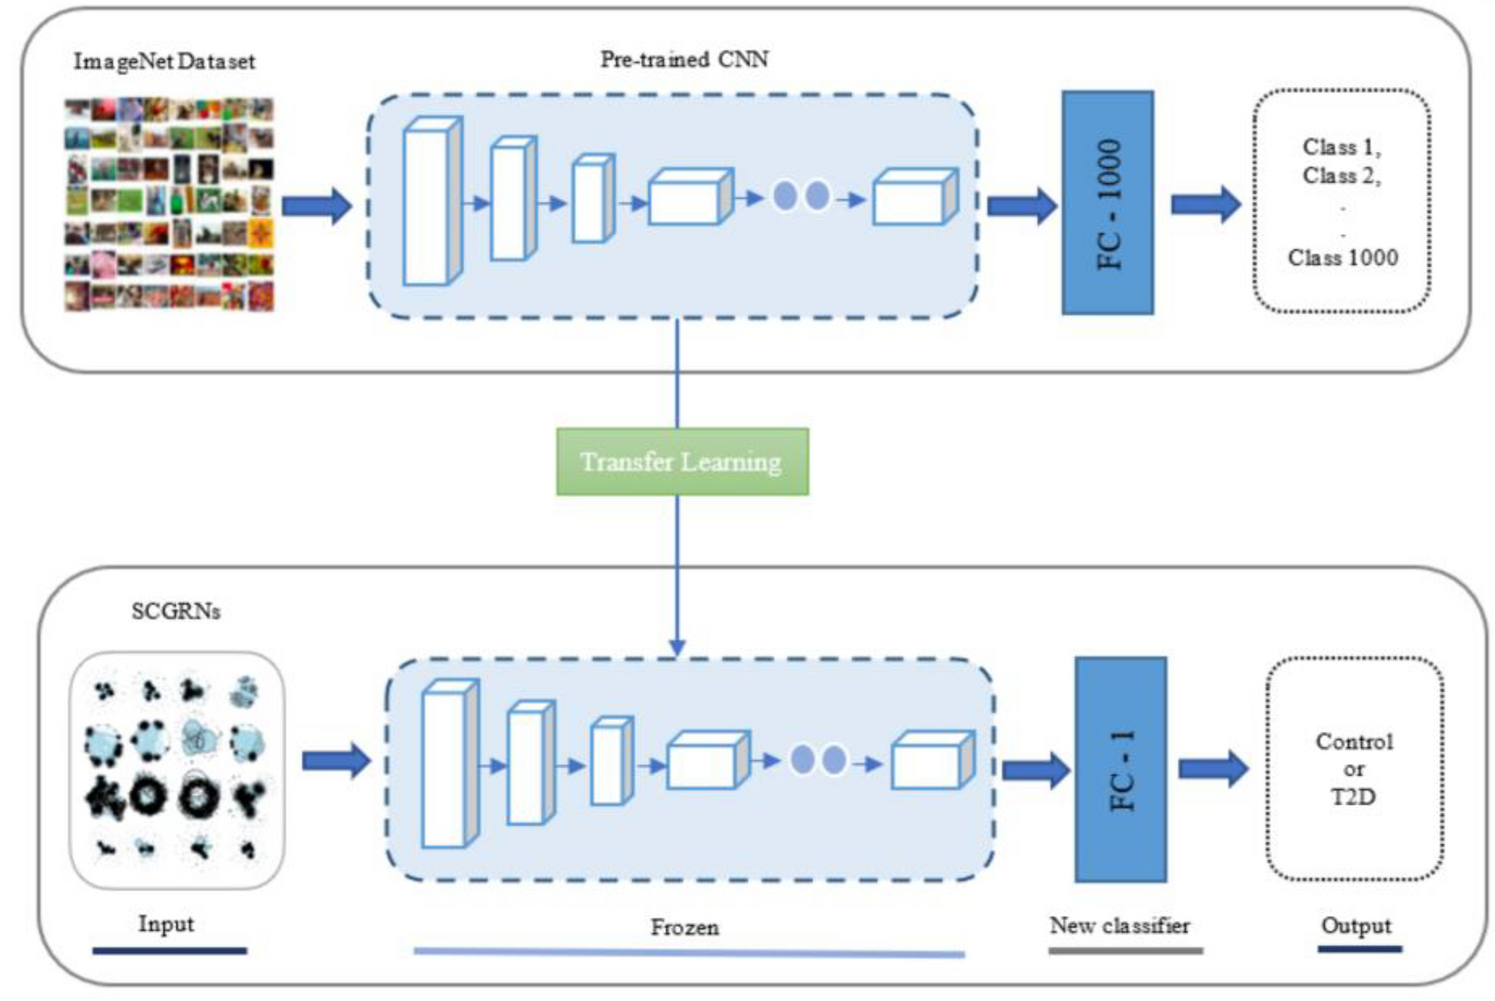 ImageNet Dataset
Pre-trained CNN
FC - 1000
Class 1,
Class 2,
.
.
Class 1000
Transfer Learning
SCGRNs
FC - 1
Control
or
T2D
Input
Frozen
New classifier
Output